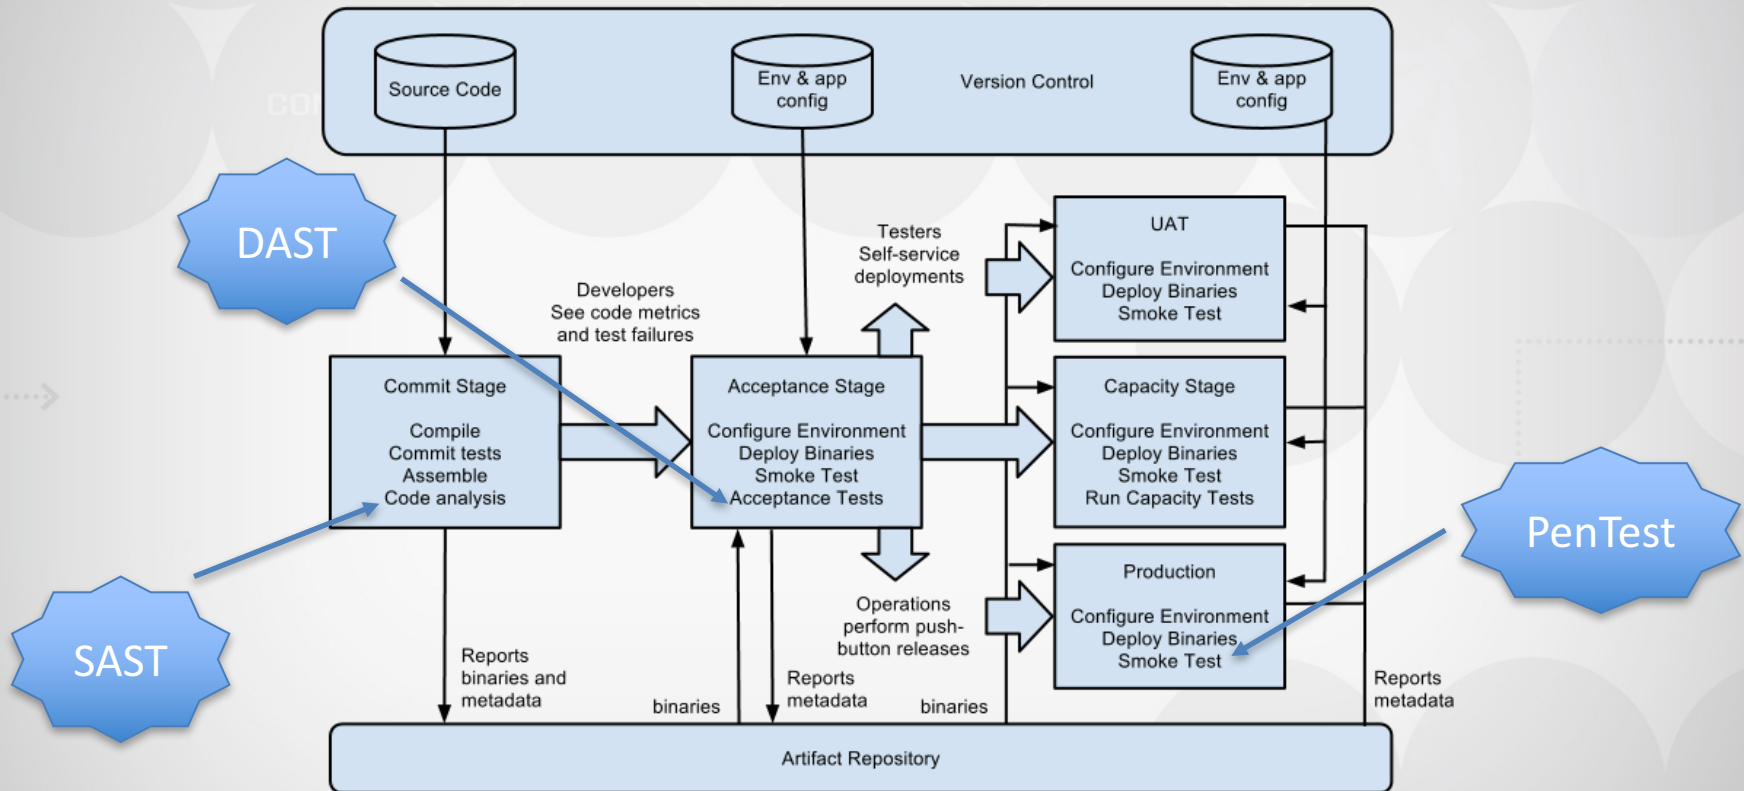 Source Code
Env & app
config
Version Control
Env & app
config
CON
DAST
Testers
Self-service
deployments
UAT
Configure Environment
Deploy Binaries
Smoke Test
Developers
See code metrics
and test failures
Commit Stage
Compile
Commit tests
Assemble
Code analysis
Acceptance Stage
Configure Environment
Deploy Binaries
Smoke Test
Acceptance Tests
Capacity Stage
Configure Environment
Deploy Binaries
Smoke Test
Run Capacity Tests
PenTest
Production
Configure Environment
Deploy Binaries
Smoke Test
Operations
perform push-
button releases
SAST
Reports
binaries and
metadata
binaries
Reports
metadata
binaries
Reports
metadata
Artifact Repository